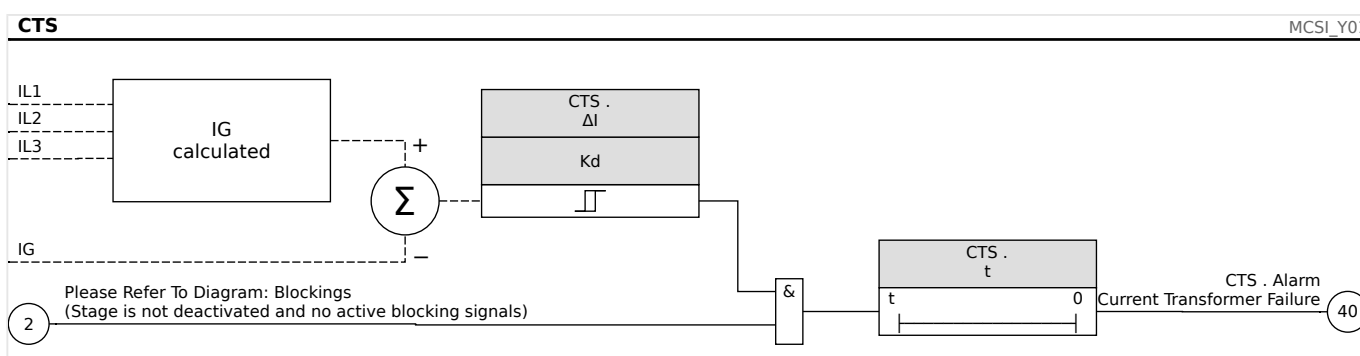 CTS
MCSI_Y01
IL1
IL2
IL3
IG
calculated
+
Σ
−
IG
CTS .
ΔI
Kd
CTS .
t
t 0
&
Please Refer To Diagram: Blockings
(Stage is not deactivated and no active blocking signals)
2
CTS . Alarm
Current Transformer Failure
40